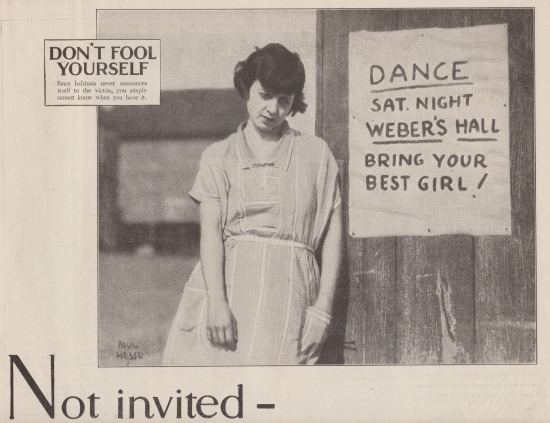 DON'T FOOL
YOURSELF
Since halitosis never announces
itself to the victim, you simply
cannot know when you have it.
DANCE
SAT. NIGHT
WEBER'S HALL
BRING YOUR
BEST GIRL!
PAUL
HESSE
Not invited –